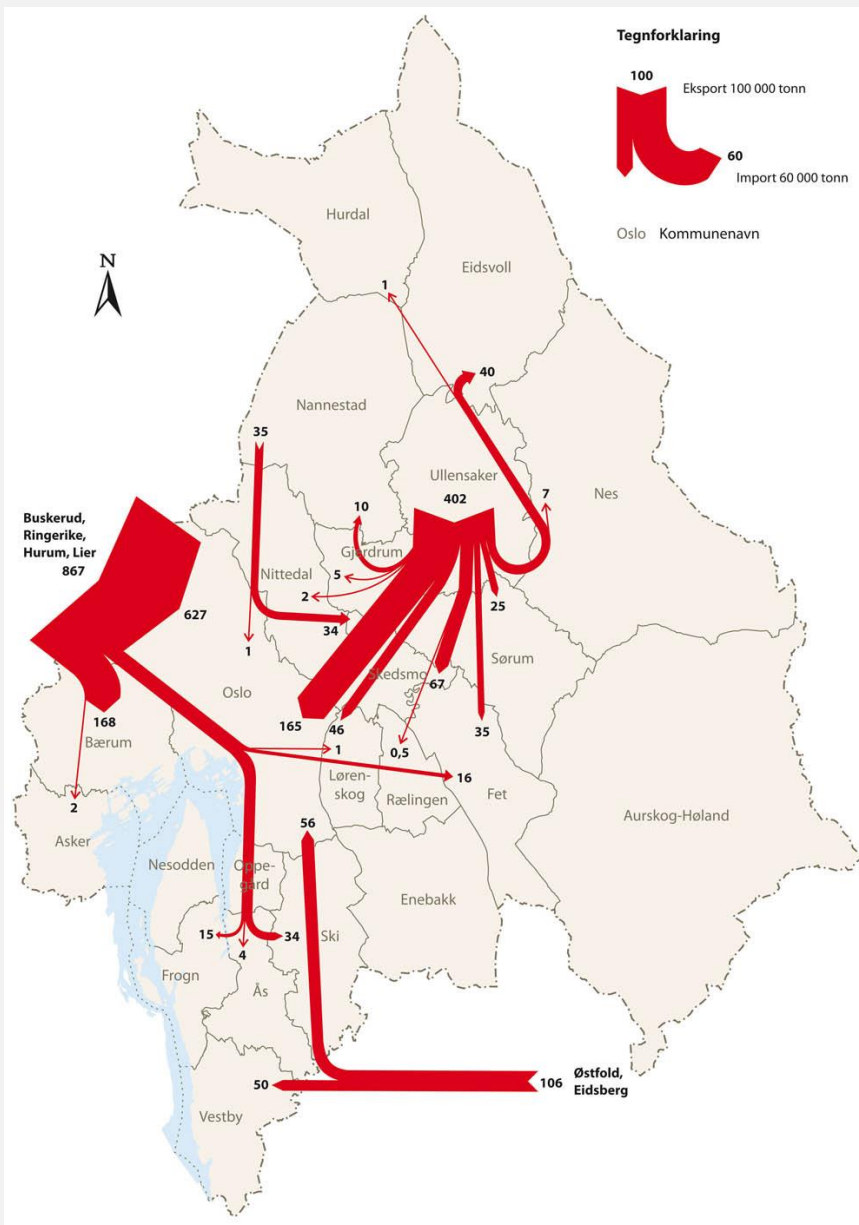 Tegnforklaring
100
Eksport 100 000 tonn
60
Import 60 000 tonn
Oslo Kommunenavn
N
Hurdal
Eidsvoll
1
40
Nannestad
35
Ullensaker
402
7
Nes
10
Buskerud,
Ringerike,
Hurum, Lier
867
Gjerdrum
5
Nittedal
2
25
627
34
1
Sørum
Skedsmo
67
Oslo
168
165
46
35
Bærum
1
0,5
16
Løren-
skog
Rælingen
Fet
2
Asker
56
Aurskog-Høland
Nesodden
Oppe-
gård
Enebakk
15
34
Ski
4
Frogn
Ås
50
106
Østfold,
Eidsberg
Vestby